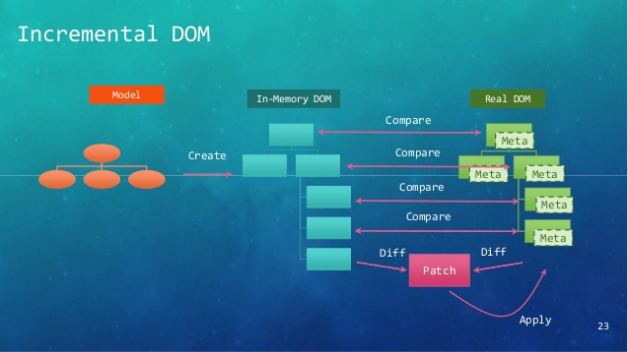 Incremental DOM
Model
In-Memory DOM
Real DOM
Compare
Meta
Create
Compare
Meta
Meta
Compare
Meta
Compare
Meta
Diff
Diff
Patch
Apply
23